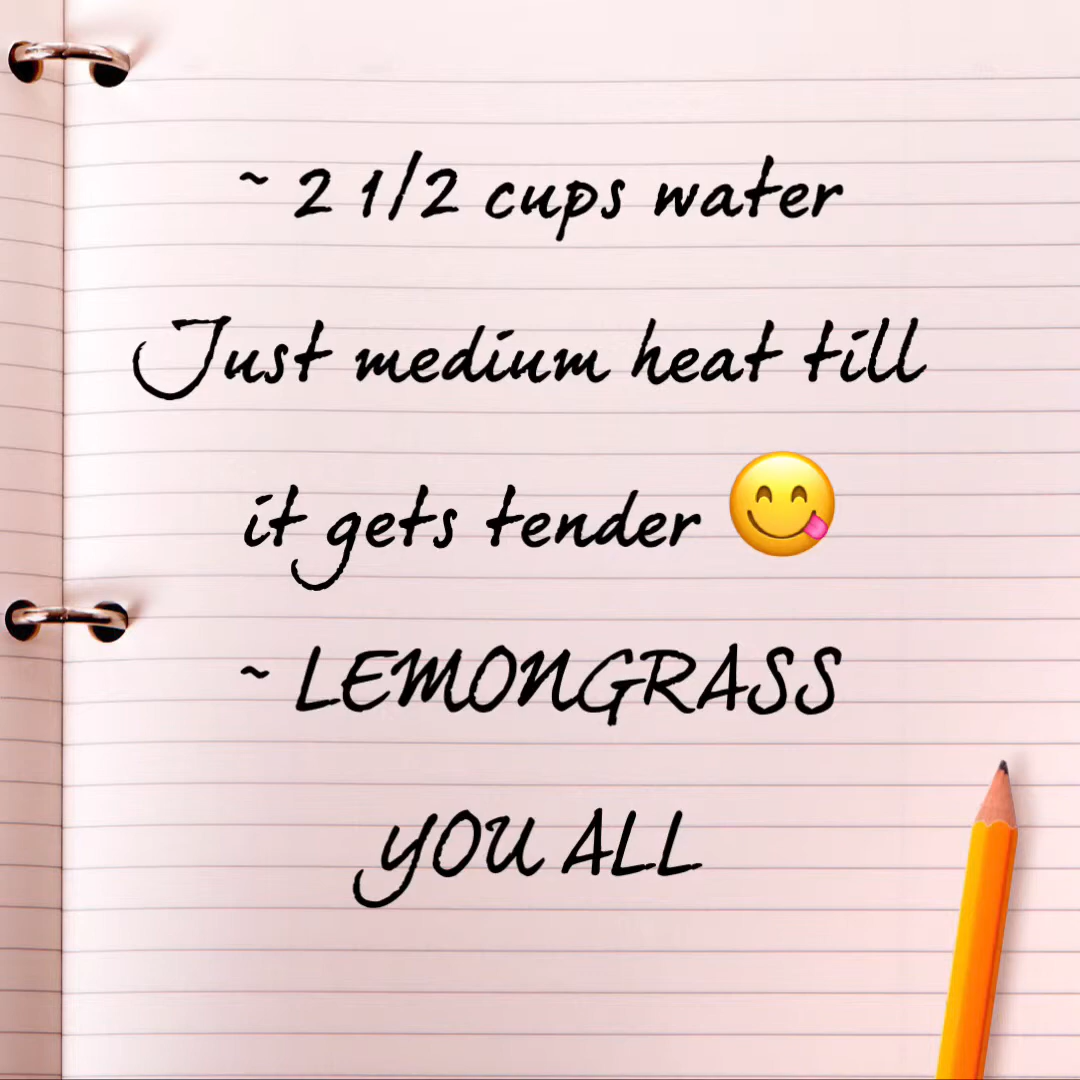 ~ 2 1/2 cups water
Just medium heat till
it gets tender 😋
~ LEMONGRASS
YOU ALL